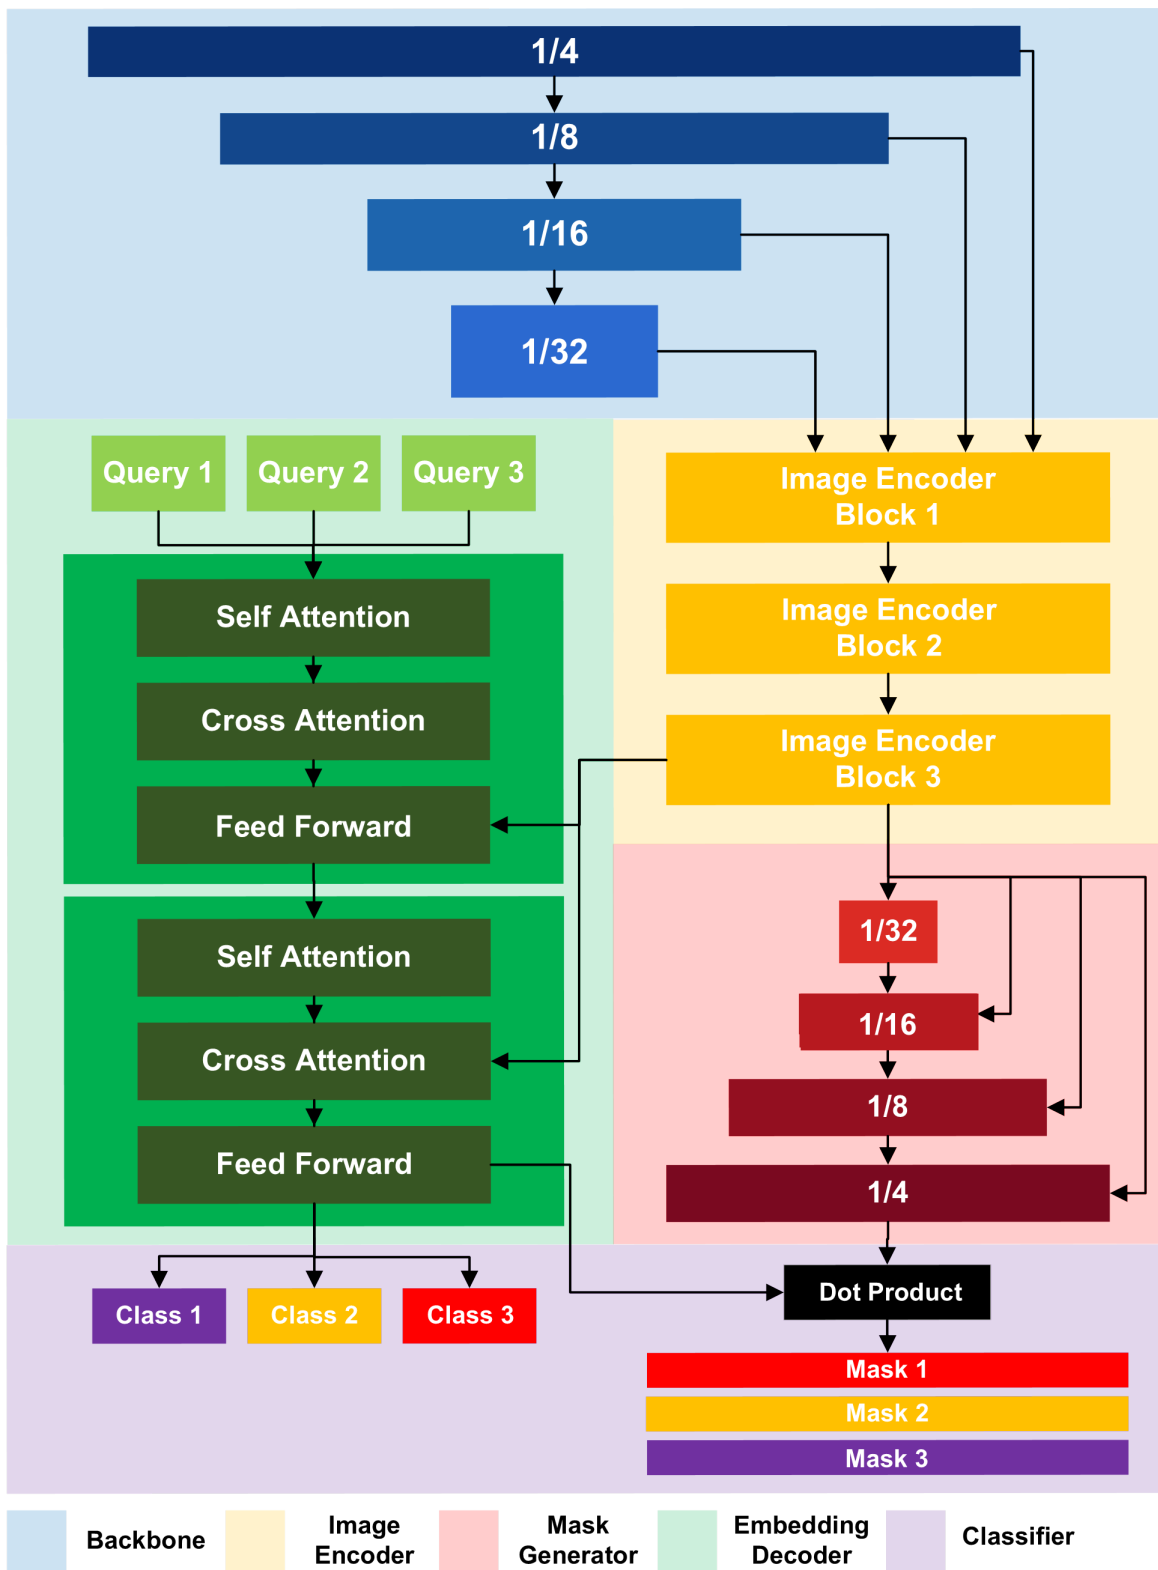 1/4
1/8
1/16
1/32
Query 1
Query 2
Query 3
Self Attention
Cross Attention
Feed Forward
Self Attention
Cross Attention
Feed Forward
Image Encoder
Block 1
Image Encoder
Block 2
Image Encoder
Block 3
1/32
1/16
1/8
1/4
Class 1
Class 2
Class 3
Dot Product
Mask 1
Mask 2
Mask 3
Backbone
Image
Encoder
Mask
Generator
Embedding
Decoder
Classifier